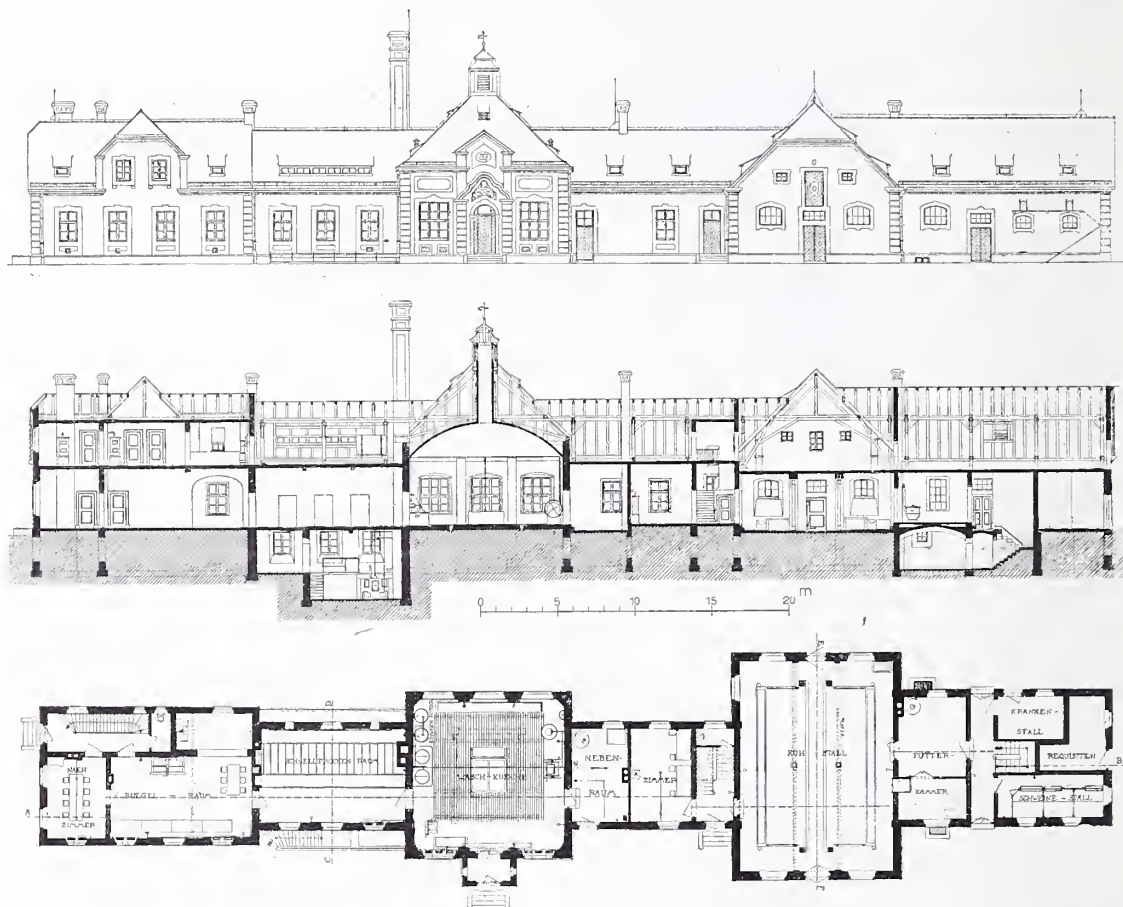 0 5 10 15 20 m
NAEH
ZIMMER
BUEGEL = RAUM
SCHNELLTROCKEN RAUM
WASCH = KUECHE
NEBEN-
RAUM
ZIMMER
KUH STALL
FUTTER-
KAMMER
KRANKEN-
STALL
REQUISITEN
SCHWEINE - STALL
A
B
C
D